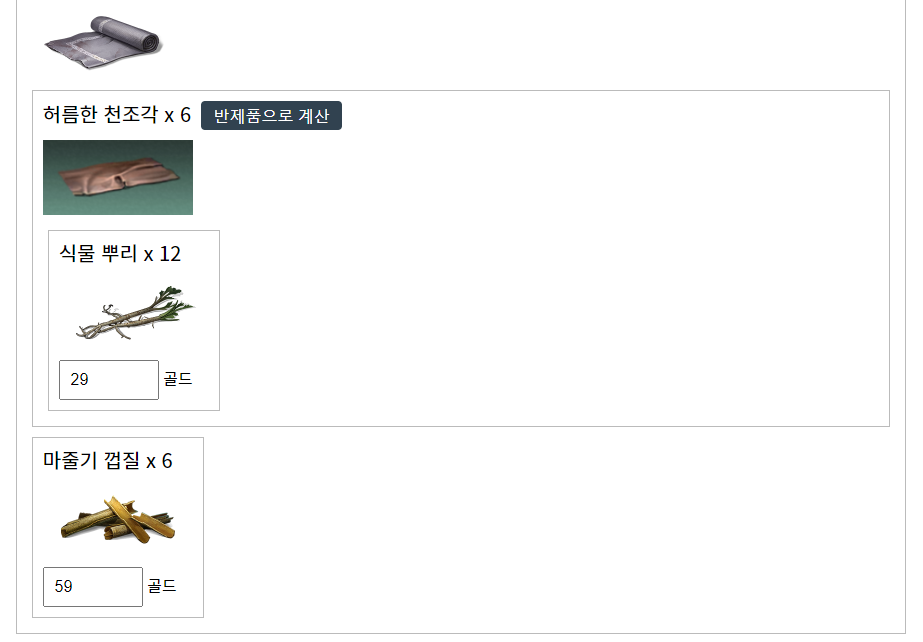 허름한 천조각 x 6 반제품으로 계산
식물 뿌리 x 12
29 골드
마줄기 껍질 x 6
59 골드